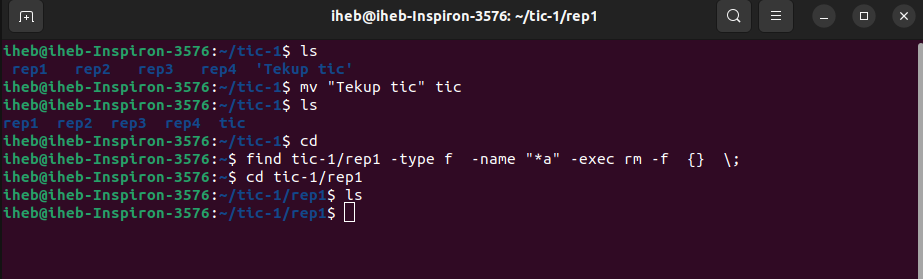 iheb@iheb-Inspiron-3576: ~/tic-1/rep1
iheb@iheb-Inspiron-3576:~/tic-1$ ls
rep1 rep2 rep3 rep4 'Tekup tic'
iheb@iheb-Inspiron-3576:~/tic-1$ mv "Tekup tic" tic
iheb@iheb-Inspiron-3576:~/tic-1$ ls
rep1 rep2 rep3 rep4 tic
iheb@iheb-Inspiron-3576:~/tic-1$ cd
iheb@iheb-Inspiron-3576:~$ find tic-1/rep1 -type f -name "*a" -exec rm -f {} \;
iheb@iheb-Inspiron-3576:~$ cd tic-1/rep1
iheb@iheb-Inspiron-3576:~/tic-1/rep1$ ls
iheb@iheb-Inspiron-3576:~/tic-1/rep1$